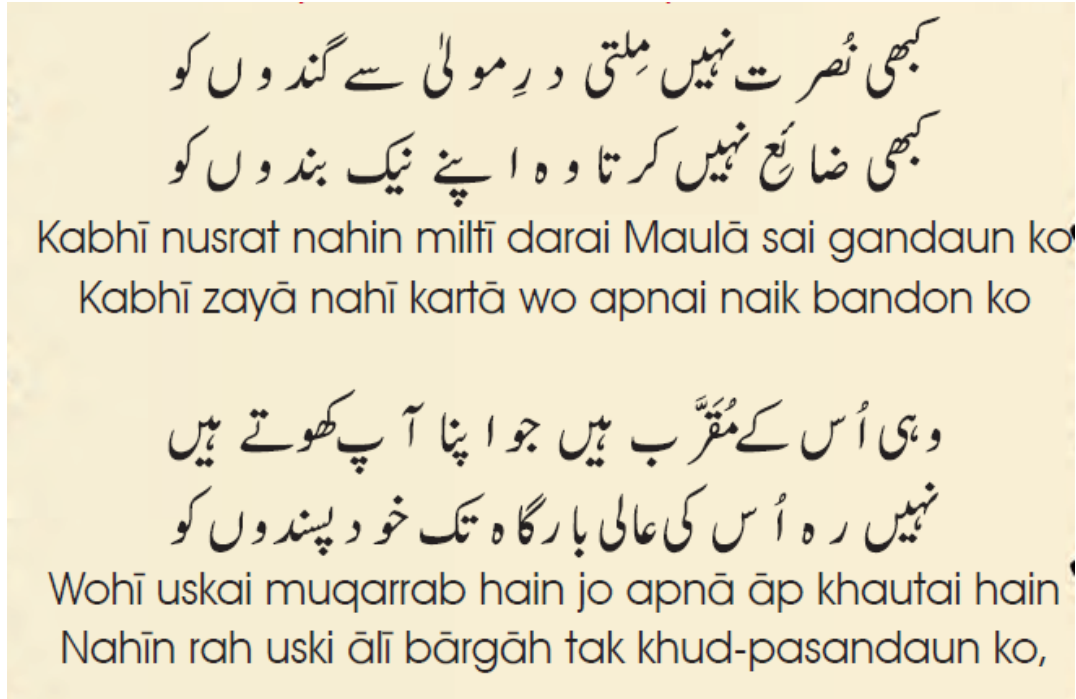 کبھی نُصرت نہیں مِلتی درِ مولیٰ سے گندوں کو
کبھی ضائِع نہیں کرتا وہ اپنے نیک بندوں کو
Kabhī nusrat nahin miltī darai Maulā sai gandaun ko
Kabhī zayā nahī kartā wo apnai naik bandon ko
وہی اُس کے مُقَرَّب ہیں جو اپنا آپ کھوتے ہیں
نہیں رہ اُس کی عالی بارگاہ تک خود پسندوں کو
Wohī uskai muqarrab hain jo apnā āp khautai hain
Nahīn rah uski ālī bārgāh tak khud-pasandaun ko,